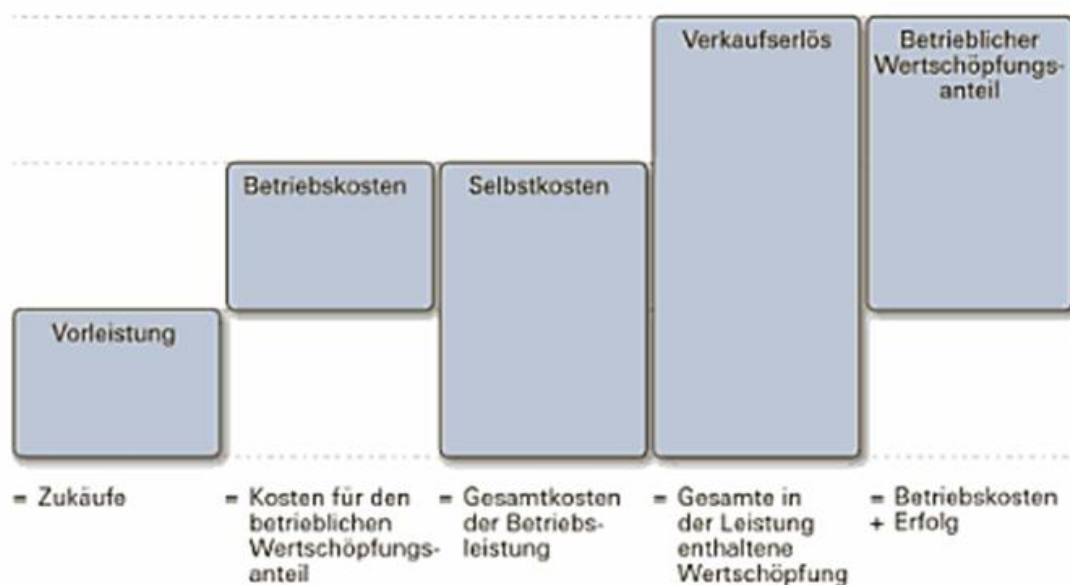 Verkaufserlös
Betrieblicher
Wertschöpfungs-
anteil
Betriebskosten
Selbstkosten
Vorleistung
= Zukäufe
= Kosten für den
betrieblichen
Wertschöpfungs-
anteil
= Gesamtkosten
der Betriebs-
leistung
= Gesamte in
der Leistung
enthaltene
Wertschöpfung
= Betriebskosten
+ Erfolg